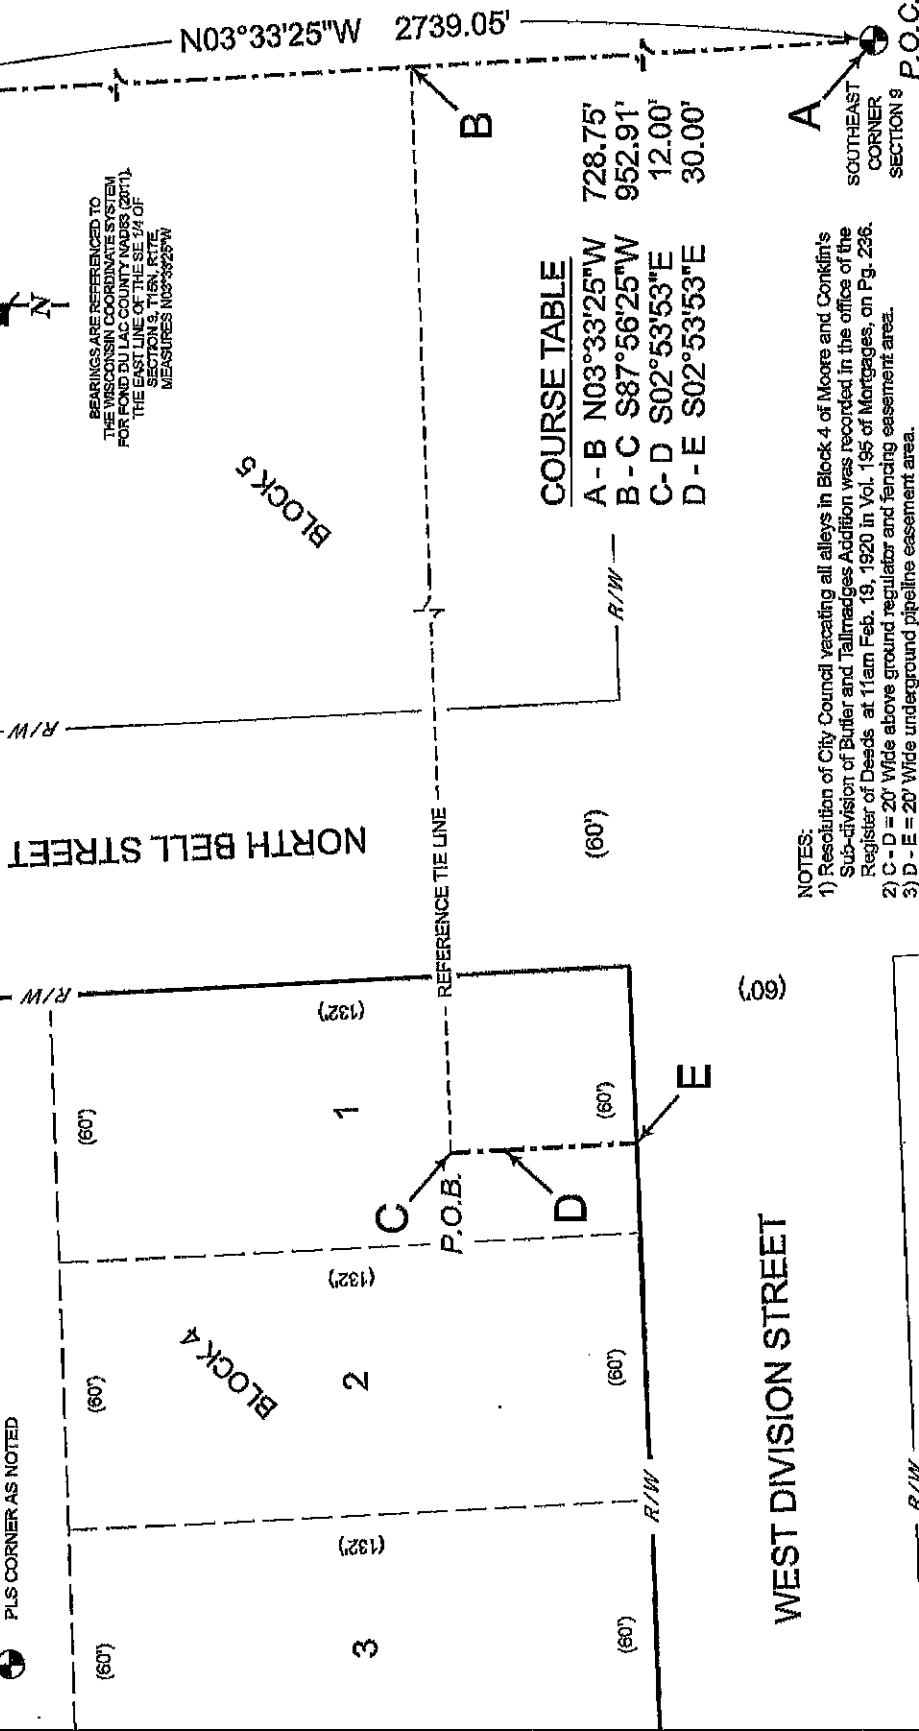 N03°33'25"W 2739.05'
PLS CORNER AS NOTED
N
BEARINGS ARE REFERENCED TO
THE WISCONSIN COORDINATE SYSTEM
FOR FOND DU LAC COUNTY NAD83 (2011),
THE EAST LINE OF THE SE 1/4 OF
SECTION 9, T15N, R17E,
MEASURES N03°33'25"W
BLOCK 5
B
A
SOUTHEAST
CORNER
SECTION 9
P.O.C.
COURSE TABLE
A - B N03°33'25"W 728.75'
B - C S87°56'25"W 952.91'
C- D S02°53'53"E 12.00'
D - E S02°53'53"E 30.00'
R/W
R/W
NORTH BELL STREET
(60')
REFERENCE TIE LINE
R/W
(60')
(132')
1
(60')
C
P.O.B.
D
E
(60')
(60')
(132')
BLOCK 4
2
(60')
(60')
(132')
3
(60')
R/W
WEST DIVISION STREET
R/W
NOTES:
1) Resolution of City Council vacating all alleys in Block 4 of Moore and Conklin's
Sub-division of Butler and Tallmadges Addition was recorded in the office of the
Register of Deeds at 11am Feb. 19, 1920 in Vol. 195 of Mortgages, on Pg. 236.
2) C - D = 20' Wide above ground regulator and fencing easement area.
3) D - E = 20' Wide underground pipeline easement area.